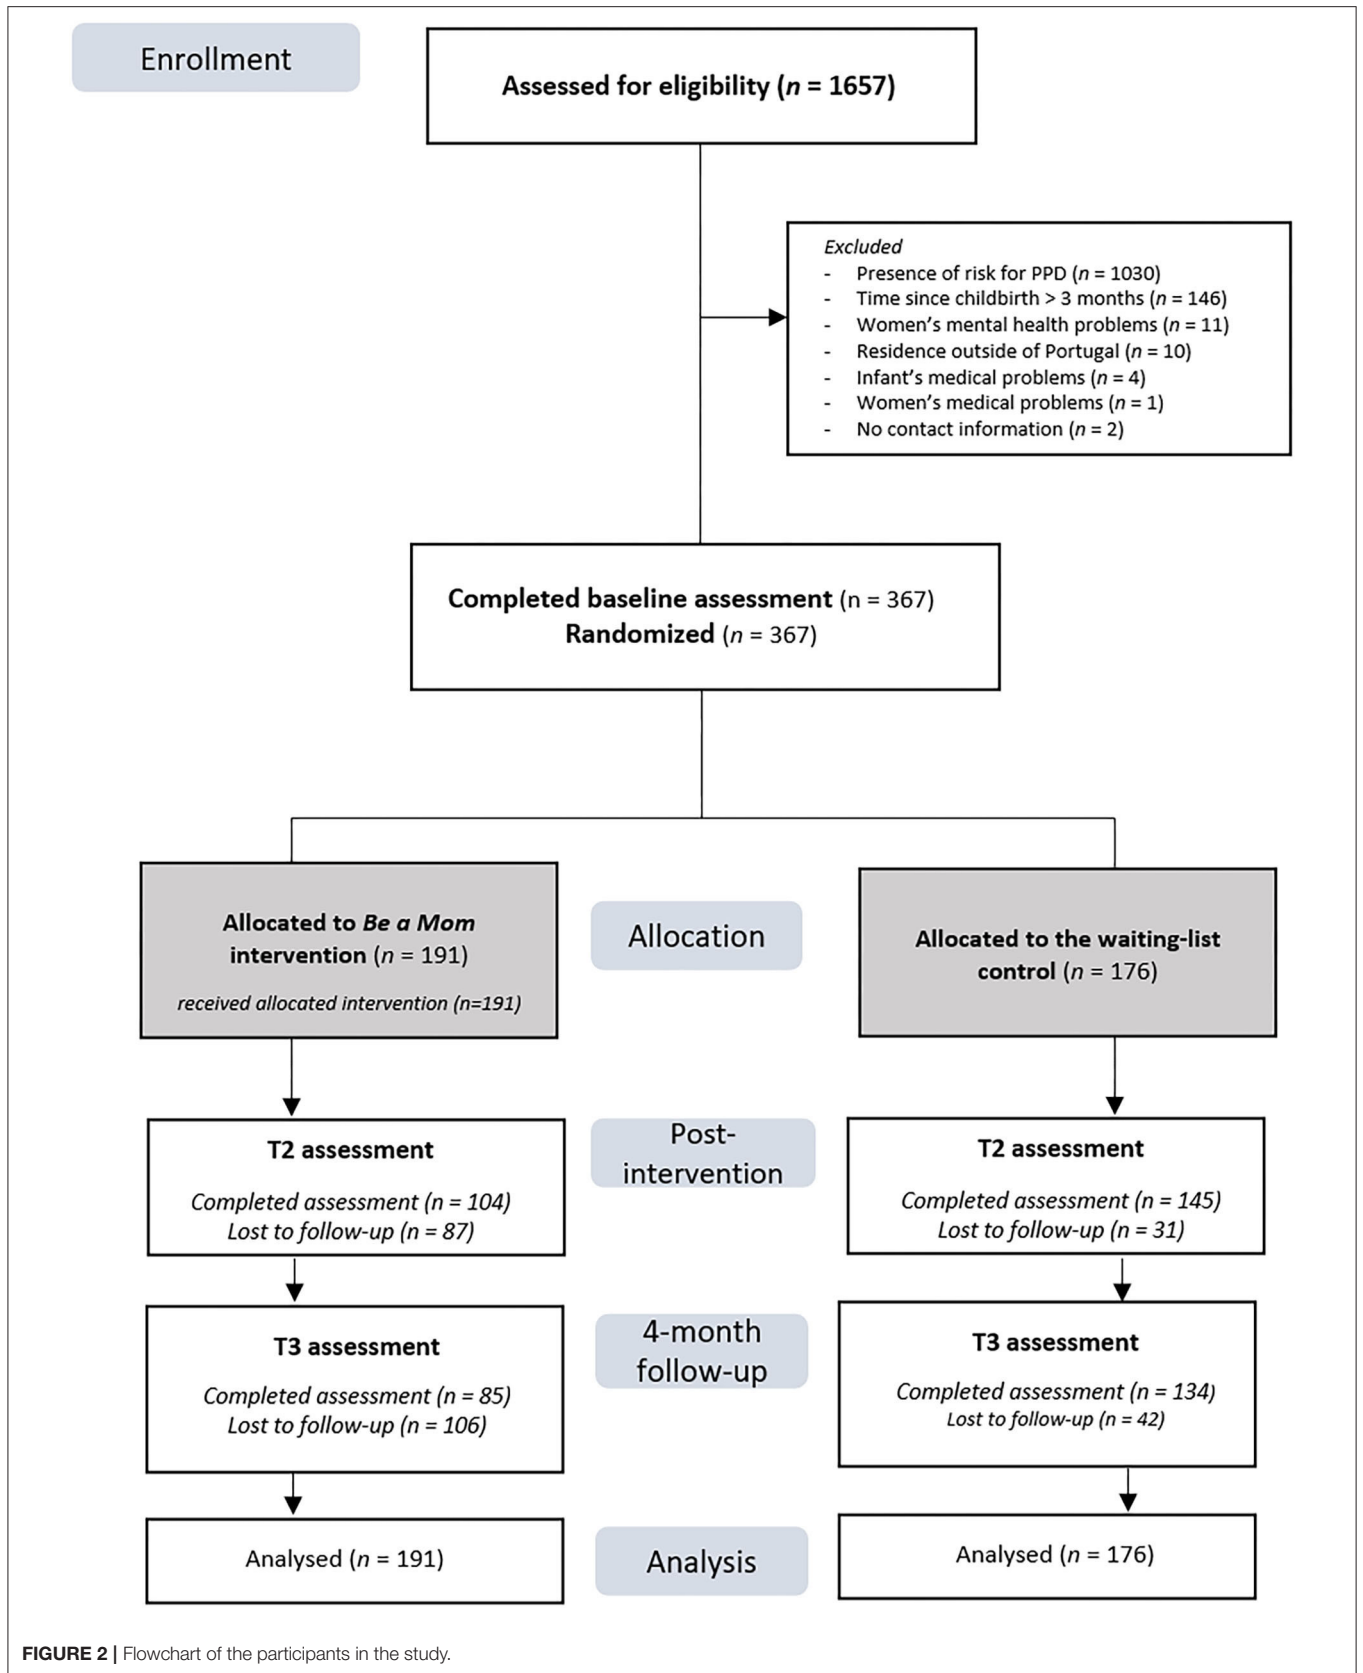 Enrollment
Assessed for eligibility (n = 1657)
Excluded
- Presence of risk for PPD (n = 1030)
- Time since childbirth > 3 months (n = 146)
- Women's mental health problems (n = 11)
- Residence outside of Portugal (n = 10)
- Infant's medical problems (n = 4)
- Women's medical problems (n = 1)
- No contact information (n = 2)
Completed baseline assessment (n = 367)
Randomized (n = 367)
Allocated to Be a Mom
intervention (n = 191)
received allocated intervention (n=191)
Allocation
Allocated to the waiting-list
control (n = 176)
T2 assessment
Completed assessment (n = 104)
Lost to follow-up (n = 87)
Post-
intervention
T2 assessment
Completed assessment (n = 145)
Lost to follow-up (n = 31)
T3 assessment
Completed assessment (n = 85)
Lost to follow-up (n = 106)
4-month
follow-up
T3 assessment
Completed assessment (n = 134)
Lost to follow-up (n = 42)
Analysed (n = 191)
Analysis
Analysed (n = 176)
FIGURE 2 | Flowchart of the participants in the study.